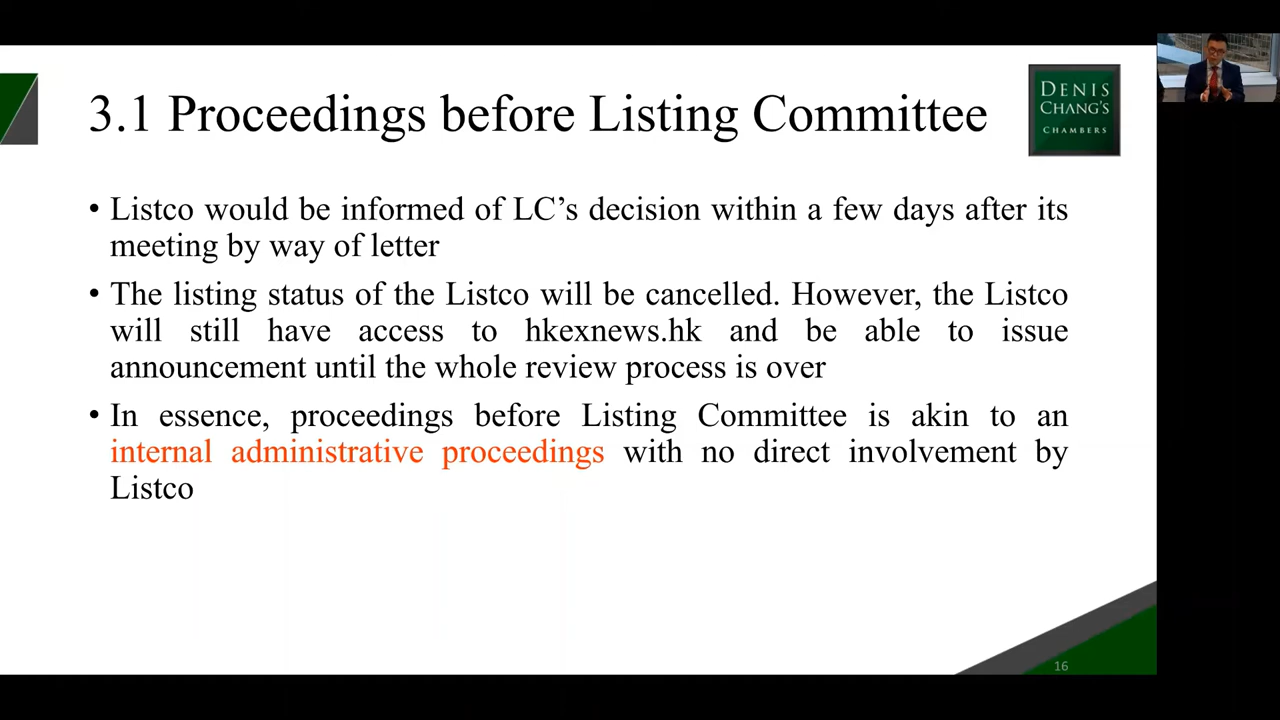 3.1 Proceedings before Listing Committee
DENIS
CHANG'S
CHAMBERS
• Listco would be informed of LC's decision within a few days after its
meeting by way of letter
• The listing status of the Listco will be cancelled. However, the Listco
will still have access to hkexnews.hk and be able to issue
announcement until the whole review process is over
• In essence, proceedings before Listing Committee is akin to an
internal administrative proceedings with no direct involvement by
Listco
16